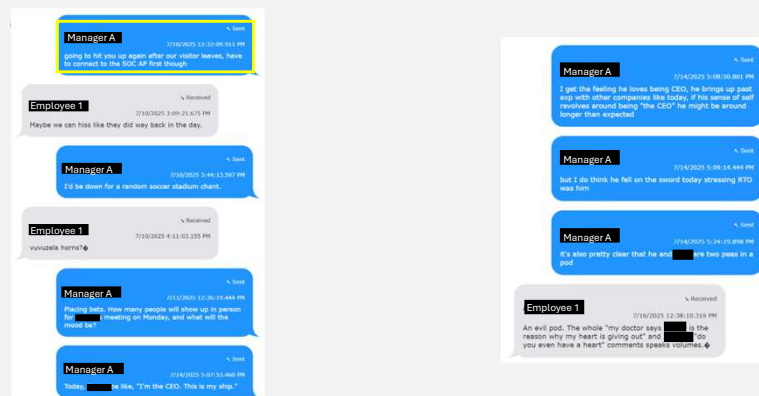 Sent
Manager A
7/10/2025 12:32:09.911 PM
going to hit you up again after our visitor leaves, have
to connect to the SOC AP first though
Received
Employee 1
7/10/2025 3:09:21.675 PM
Maybe we can hiss like they did way back in the day.
Sent
Manager A
7/10/2025 3:44:13.597 PM
I'd be down for a random soccer stadium chant.
Received
Employee 1
7/10/2025 4:11:03.155 PM
vuvuzela horns?�
Sent
Manager A
7/11/2025 12:36:15.444 PM
Placing bets. How many people will show up in person
for meeting on Monday, and what will the
mood be?
Sent
Manager A
7/14/2025 5:07:53.460 PM
Today, be like, "I'm the CEO. This is my ship."
Sent
Manager A
7/14/2025 5:08:50.801 PM
I get the feeling he loves being CEO, he brings up past
exp with other companies like today, if his sense of self
revolves around being "the CEO" he might be around
longer than expected
Sent
Manager A
7/14/2025 5:09:14.444 PM
but I do think he fell on the sword today stressing RTO
was him
Sent
Manager A
7/14/2025 5:24:19.898 PM
it's also pretty clear that he and are two peas in a
pod
Received
Employee 1
7/16/2025 12:38:10.316 PM
An evil pod. The whole "my doctor says is the
reason why my heart is giving out" and "do
you even have a heart" comments speaks volumes.�